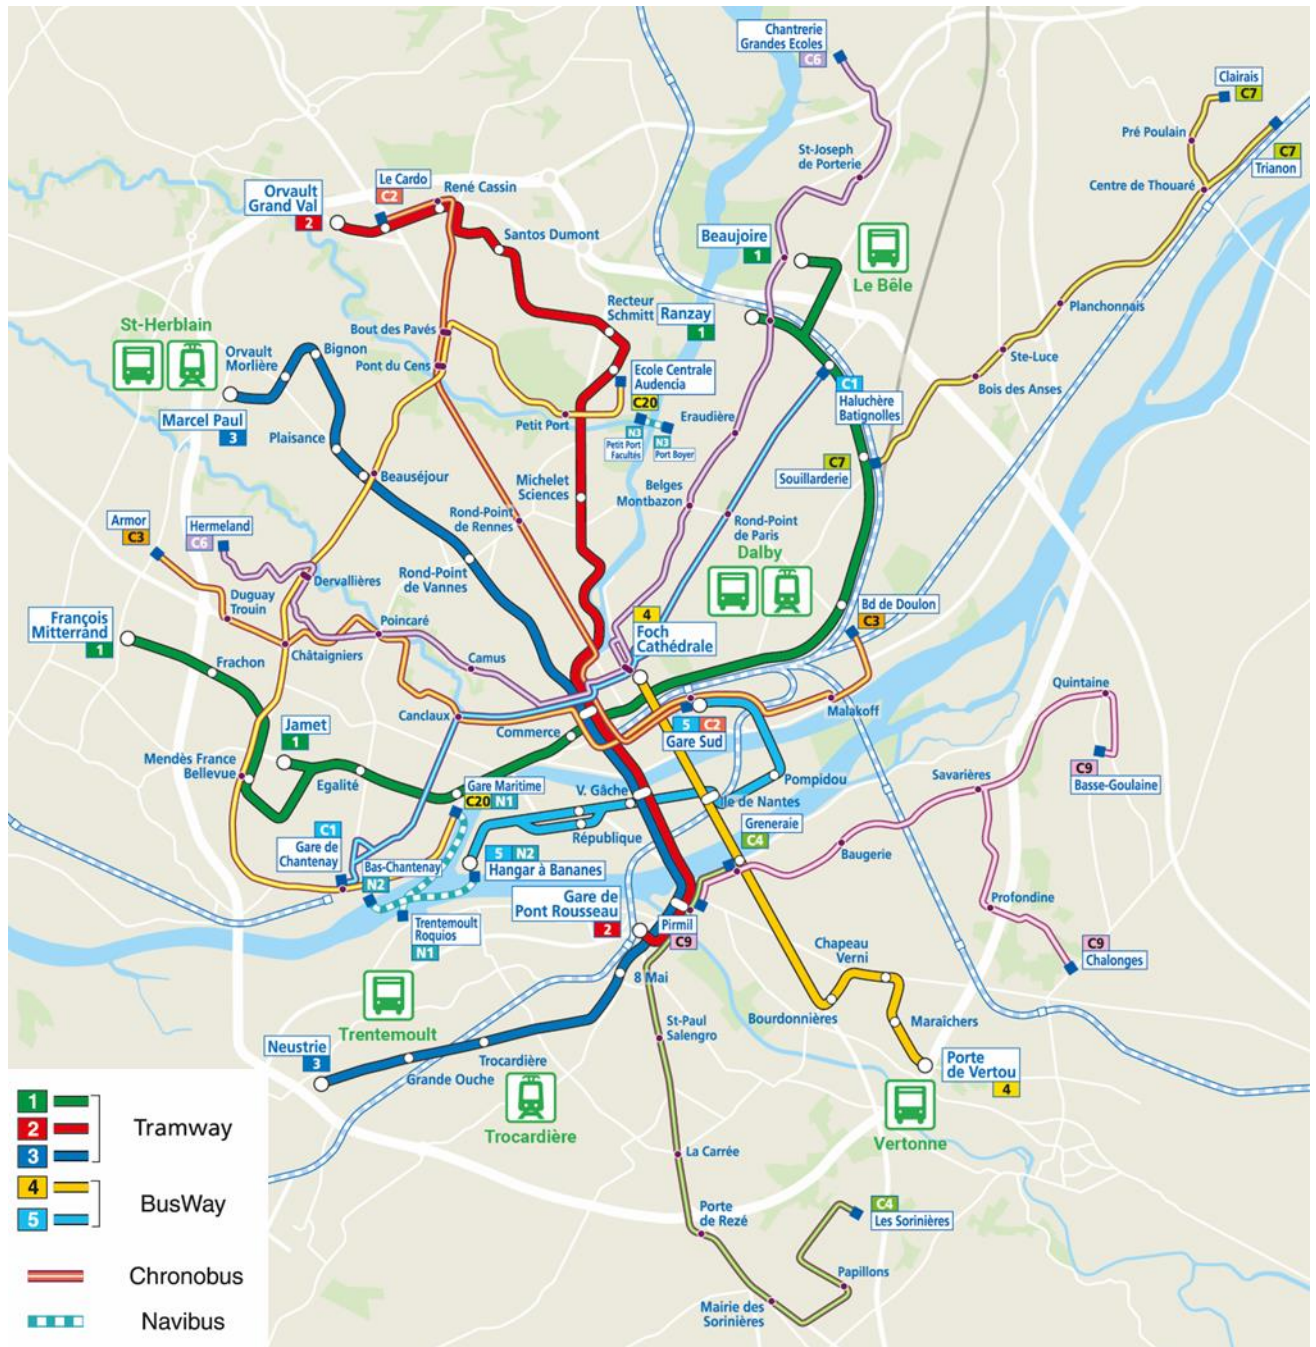 Chantrerie
Grandes Ecoles
C6
Clairais
C7
Pré Poulain
C7
Trianon
St-Joseph
de Porterie
Centre de Thouaré
Orvault
Grand Val
2
Le Cardo
C2
René Cassin
Santos Dumont
Beaujoire
1
Le Bêle
Recteur
Schmitt
Ranzay
1
Planchonnais
St-Herblain
Orvault
Morlière
Bignon
Bout des Pavés
Pont du Cens
Ste-Luce
Bois des Anses
Ecole Centrale
Audencia
C20
C1
Haluchère
Batignolles
Marcel Paul
3
Plaisance
Petit Port
Eraudière
N3
Petit Port
Facultés
N3
Port Boyer
C7
Souillarderie
Beauséjour
Michelet
Sciences
Belges
Montbazon
Armor
C3
Hermeland
C6
Rond-Point
de Rennes
Rond-Point
de Paris
Dalby
Dervallières
Rond-Point
de Vannes
Duguay
Trouin
François
Mitterrand
1
Poincaré
4
Foch
Cathédrale
Bd de Doulon
C3
Frachon
Châtaigniers
Camus
Quintaine
Canclaux
Malakoff
Jamet
1
Commerce
5 C2
Gare Sud
Mendès France
Bellevue
Egalité
Gare Maritime
C20 N1
V. Gâche
Ile de Nantes
Pompidou
Savarières
C9
Basse-Goulaine
République
Greneraie
C4
C1
Gare de
Chantenay
Bas-Chantenay
N2
5 N2
Hangar à Bananes
Baugerie
Gare de
Pont Rousseau
2
Pirmil
C9
Profondine
Trentemoult
Roquios
N1
Chapeau
Verni
C9
Chalonges
8 Mai
Trentemoult
St-Paul
Salengro
Bourdonnières
Maraîchers
Neustrie
3
Trocardière
Grande Ouche
Porte
de Vertou
4
Trocardière
Vertonne
La Carrée
Porte
de Rezé
C4
Les Sorinières
Papillons
Mairie des
Sorinières
1
2
3
Tramway
4
5
BusWay
Chronobus
Navibus